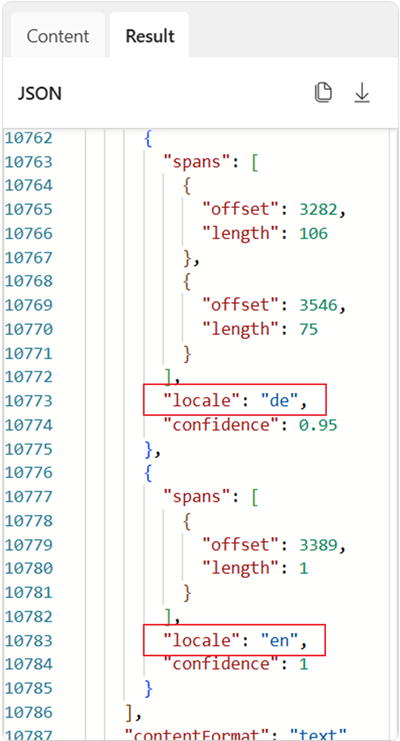 Content Result
JSON
10762 {
10763 "spans": [
10764 {
10765 "offset": 3282,
10766 "length": 106
10767 },
10768 {
10769 "offset": 3546,
10770 "length": 75
10771 }
10772 ],
10773 "locale": "de",
10774 "confidence": 0.95
10775 },
10776 {
10777 "spans": [
10778 {
10779 "offset": 3389,
10780 "length": 1
10781 }
10782 ],
10783 "locale": "en",
10784 "confidence": 1
10785 }
10786 ],
10787 "contentFormat": "text"